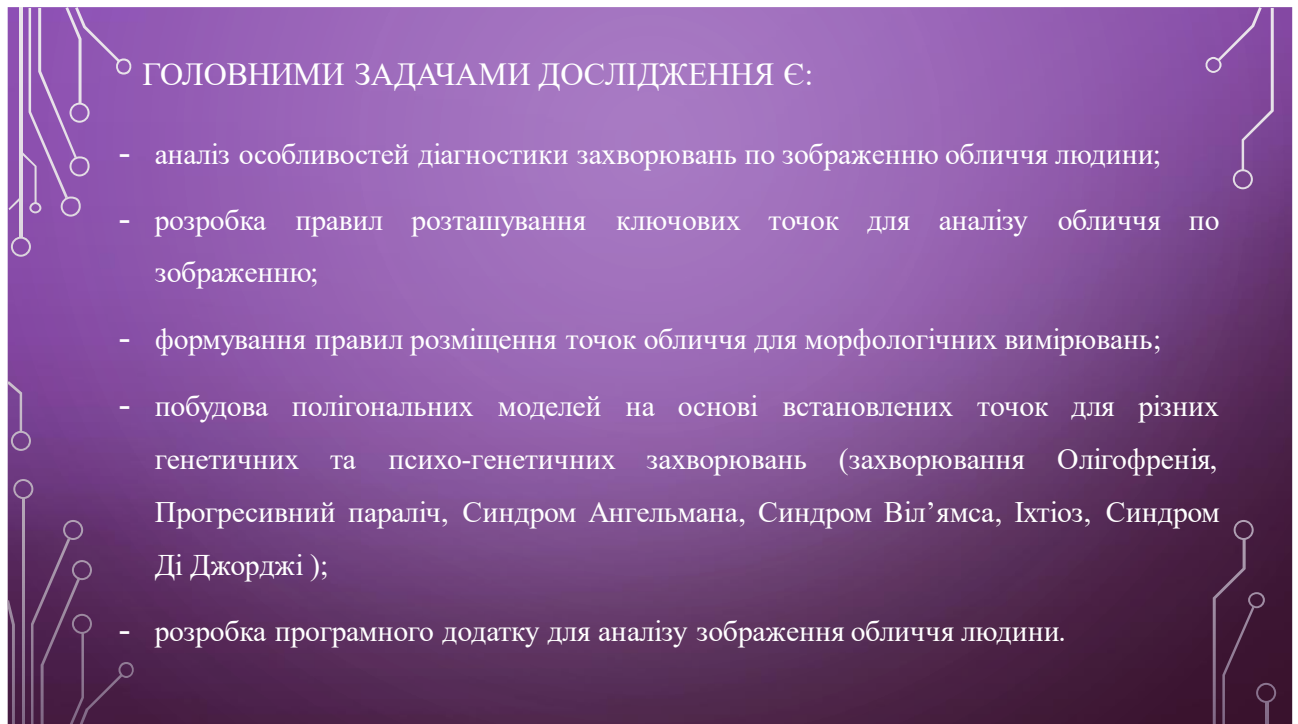 ГОЛОВНИМИ ЗАДАЧАМИ ДОСЛІДЖЕННЯ Є:
- аналіз особливостей діагностики захворювань по зображенню обличчя людини;
- розробка правил розташування ключових точок для аналізу обличчя по
зображенню;
- формування правил розміщення точок обличчя для морфологічних вимірювань;
- побудова полігональних моделей на основі встановлених точок для різних
генетичних та психо-генетичних захворювань (захворювання Олігофренія,
Прогресивний параліч, Синдром Ангельмана, Синдром Віл’ямса, Іхтіоз, Синдром
Ді Джорджі );
- розробка програмного додатку для аналізу зображення обличчя людини.